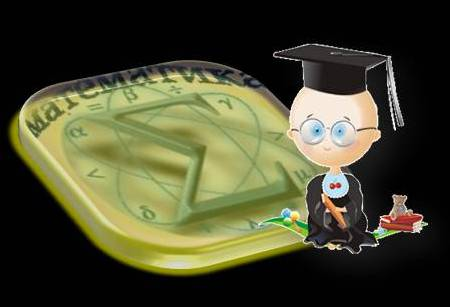 математика
= β ÷
α γ
< Σ <
δ μ